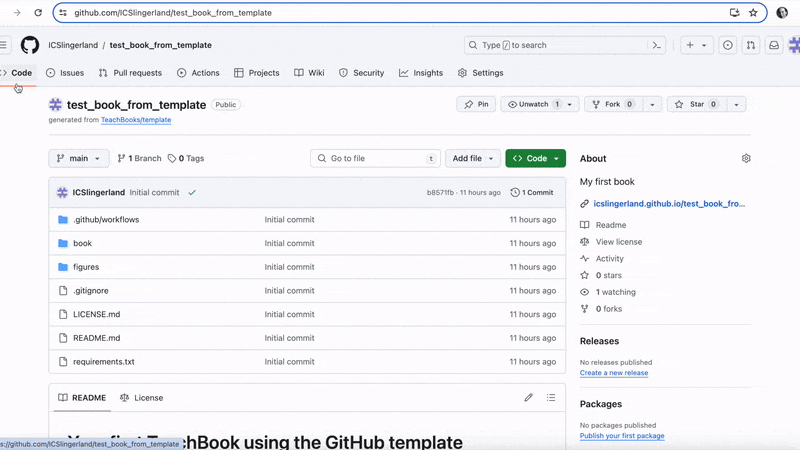 github.com/ICSlingerland/test_book_from_template
ICSlingerland / test_book_from_template
Type / to search
Code
Issues
Pull requests
Actions
Projects
Wiki
Security
Insights
Settings
test_book_from_template Public
generated from TeachBooks/template
Pin
Unwatch 1
Fork 0
Star 0
main
1 Branch
0 Tags
Go to file t
Add file
Code
ICSlingerland Initial commit
b8571fb · 11 hours ago
1 Commit
.github/workflows Initial commit 11 hours ago
book Initial commit 11 hours ago
figures Initial commit 11 hours ago
.gitignore Initial commit 11 hours ago
LICENSE.md Initial commit 11 hours ago
README.md Initial commit 11 hours ago
requirements.txt Initial commit 11 hours ago
README
License
first TeachBook using the GitHub template
s://github.com/ICSlingerland/test_book_from_template
About
My first book
icslingerland.github.io/test_book_fro...
Readme
View license
Activity
0 stars
1 watching
0 forks
Releases
No releases published
Create a new release
Packages
No packages published
Publish your first package